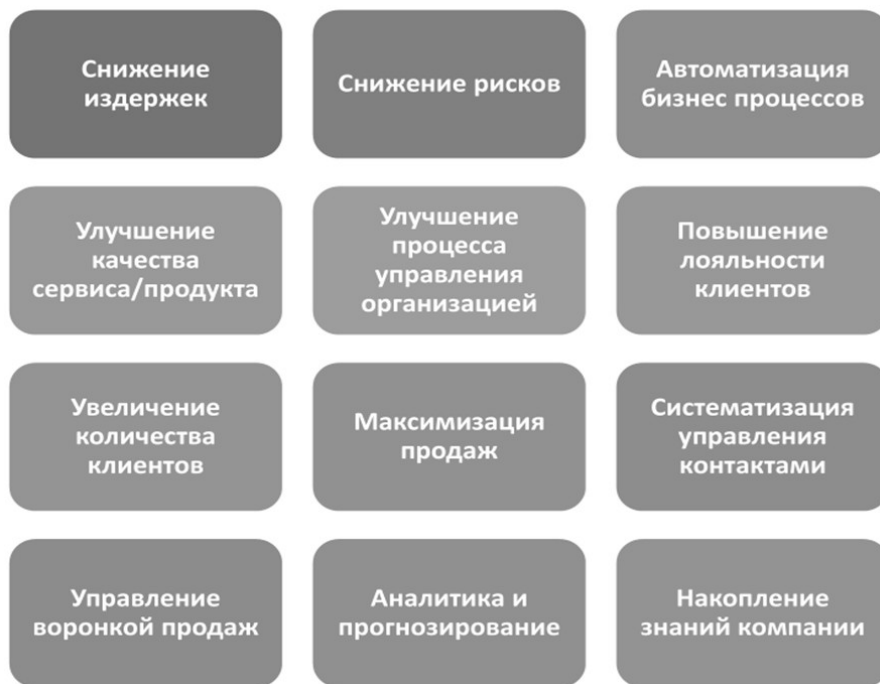 Снижение
издержек
Снижение рисков
Автоматизация
бизнес процессов
Улучшение
качества
сервиса/продукта
Улучшение
процесса
управления
организацией
Повышение
лояльности
клиентов
Увеличение
количества
клиентов
Максимизация
продаж
Систематизация
управления
контактами
Управление
воронкой продаж
Аналитика и
прогнозирование
Накопление
знаний компании